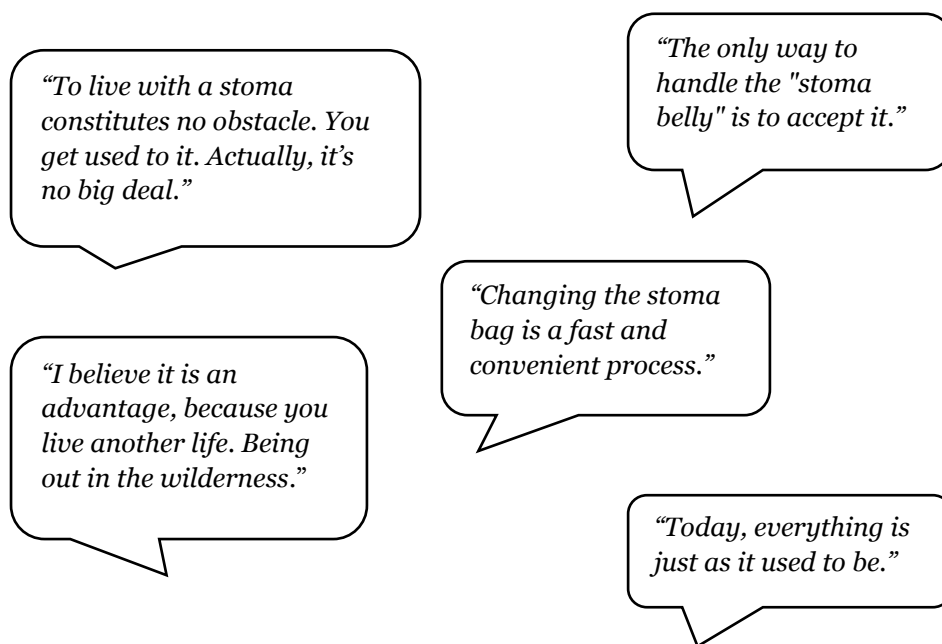 “To live with a stoma
constitutes no obstacle. You
get used to it. Actually, it’s
no big deal.”
“The only way to
handle the "stoma
belly" is to accept it.”
“Changing the stoma
bag is a fast and
convenient process.”
“I believe it is an
advantage, because you
live another life. Being
out in the wilderness.”
“Today, everything is
just as it used to be.”